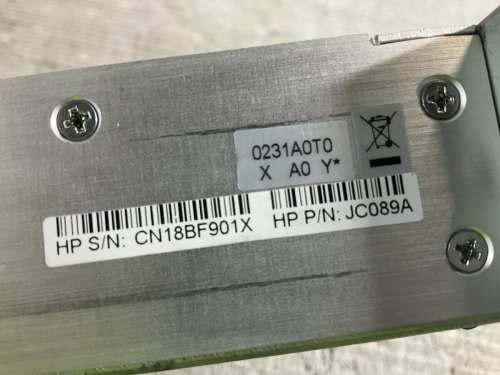 0231A0T0
X A0 Y*
HP S/N: CN18BF901X HP P/N: JC089A